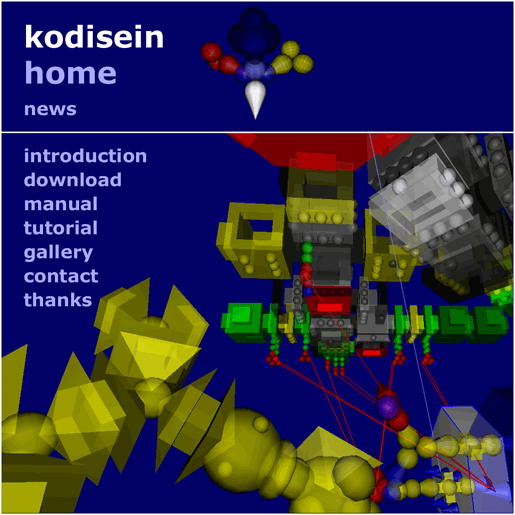 kodisein
home
news
introduction
download
manual
tutorial
gallery
contact
thanks